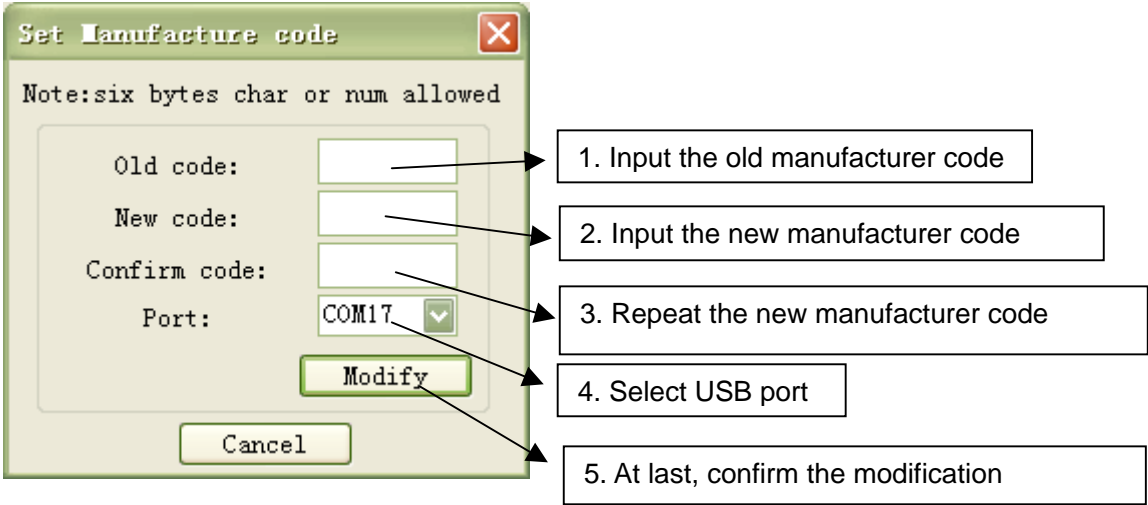 Set Manufacture code
Note:six bytes char or num allowed
Old code:
1. Input the old manufacturer code
New code:
2. Input the new manufacturer code
Confirm code:
3. Repeat the new manufacturer code
Port:
COM17
4. Select USB port
Modify
Cancel
5. At last, confirm the modification